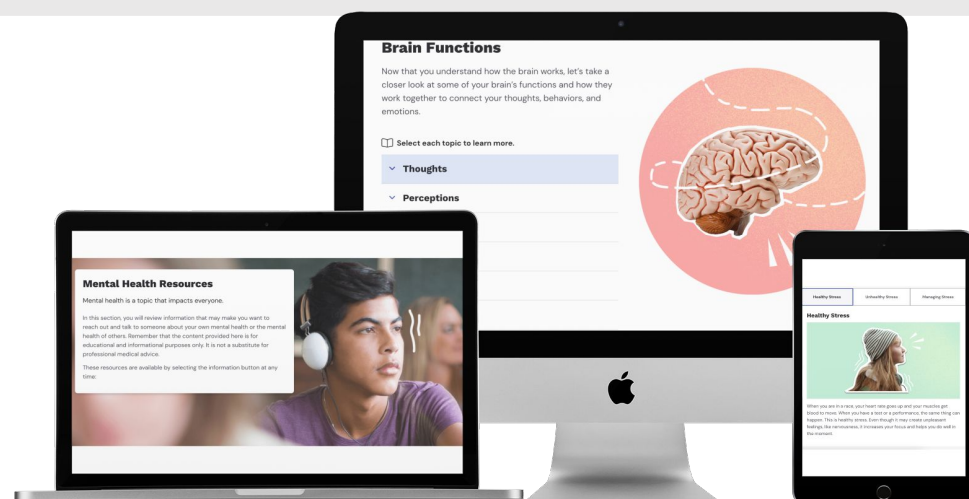 Brain Functions
Now that you understand how the brain works, let's take a
closer look at some of your brain's functions and how they
work together to connect your thoughts, behaviors, and
emotions.
Select each topic to learn more.
Thoughts
Perceptions
Mental Health Resources
Mental health is a topic that impacts everyone.
In this section, you will review information that may make you want to
reach out and talk to someone about your own mental health or the mental
health of others. Remember that the content provided here is for
educational and informational purposes only. It is not a substitute for
professional medical advice.
These resources are available by selecting the information button at any
time:
Healthy Stress Unhealthy Stress Managing Stress
Healthy Stress
When you are in a race, your heart rate goes up and your muscles get
blood to move. When you have a test or a performance, the same thing can
happen. This is healthy stress. Even though it may create unpleasant
feelings, like nervousness, it increases your focus and helps you do well in
the moment.